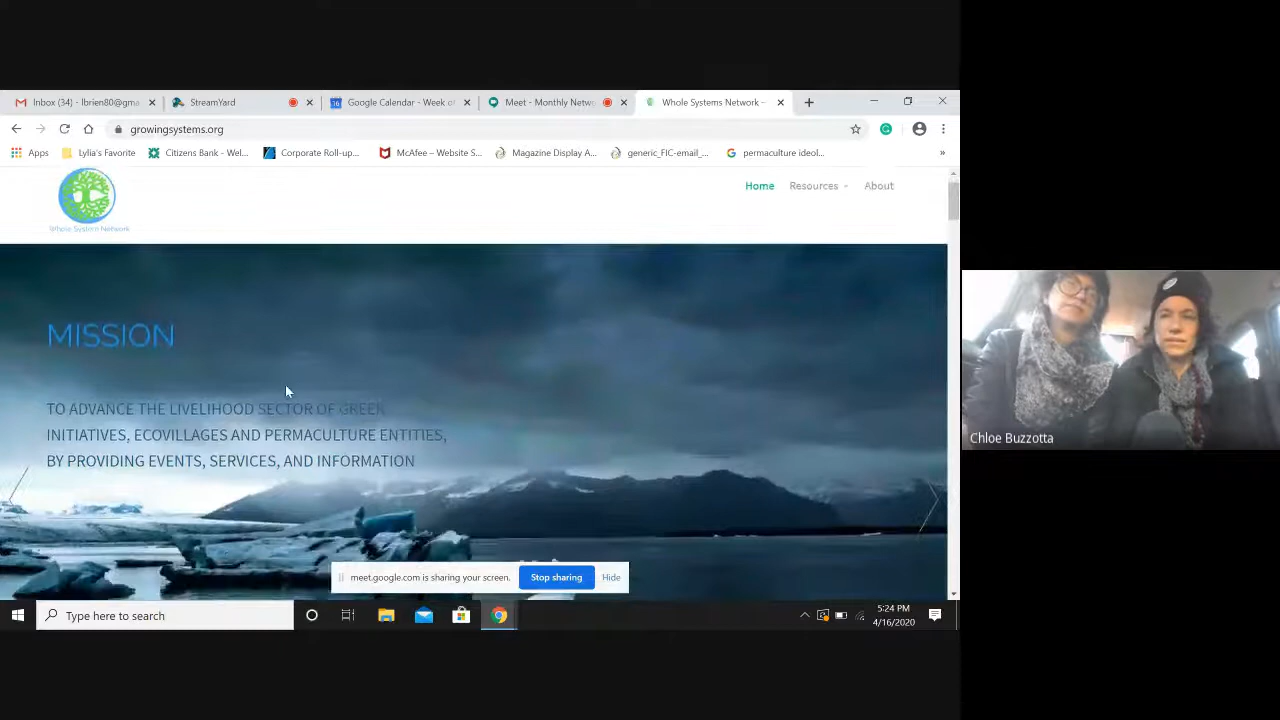 Inbox (34) - lbrien80@gma
StreamYard
Google Calendar - Week of
Meet - Monthly Netw
Whole Systems Network –
growingsystems.org
Apps
Lylia's Favorite
Citizens Bank - Wel...
Corporate Roll-up...
McAfee – Website S...
Magazine Display A...
generic_FIC-email_...
permaculture ideol...
»
Whole System Network
Home
Resources
About
MISSION
TO ADVANCE THE LIVELIHOOD SECTOR OF GREEN
INITIATIVES, ECOVILLAGES AND PERMACULTURE ENTITIES,
BY PROVIDING EVENTS, SERVICES, AND INFORMATION
Chloe Buzzotta
meet.google.com is sharing your screen.
Stop sharing
Hide
Type here to search
5:24 PM
4/16/2020